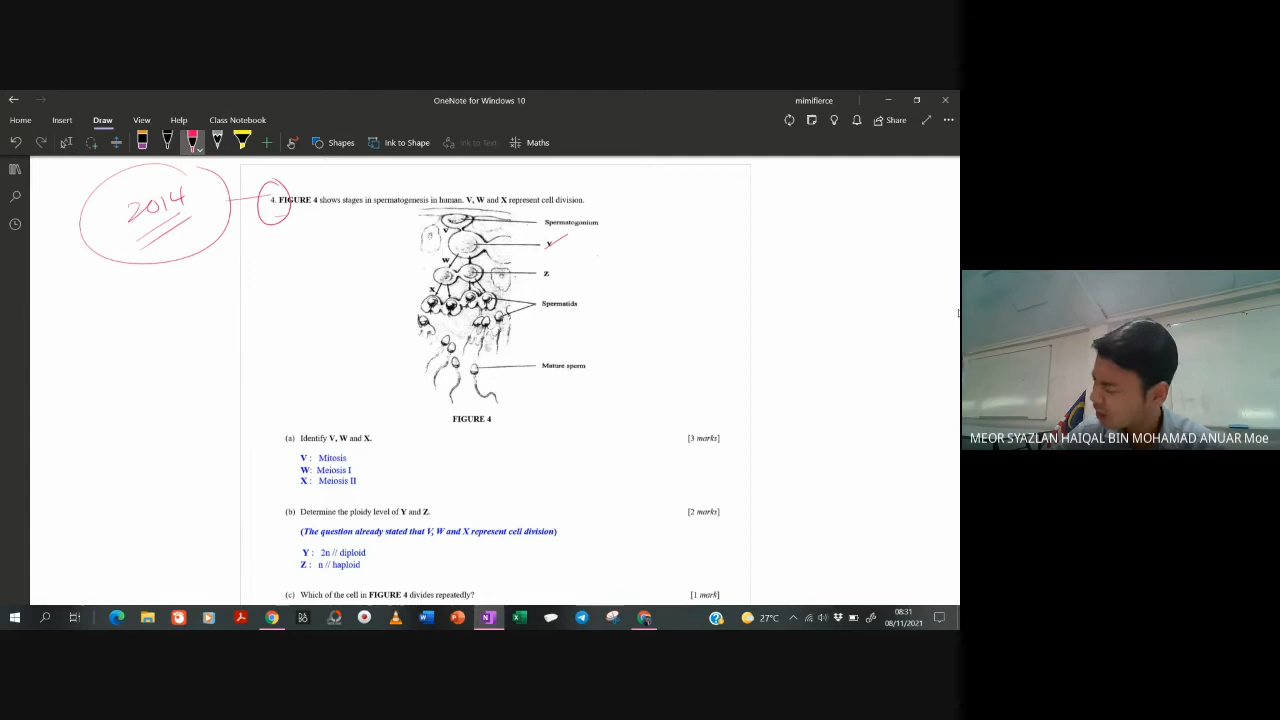 OneNote for Windows 10
mimifierce
Home Insert Draw View Help Class Notebook
Share
Shapes Ink to Shape Ink to Text Maths
2014
4. FIGURE 4 shows stages in spermatogenesis in human. V, W and X represent cell division.
Spermatogonium
V
Y
W
Z
X
Spermatids
Mature sperm
FIGURE 4
(a) Identify V, W and X. [3 marks]
V : Mitosis
W: Meiosis I
X : Meiosis II
(b) Determine the ploidy level of Y and Z. [2 marks]
(The question already stated that V, W and X represent cell division)
Y : 2n // diploid
Z : n // haploid
(c) Which of the cell in FIGURE 4 divides repeatedly? [1 mark]
MEOR SYAZLAN HAIQAL BIN MOHAMAD ANUAR Moe
27°C
08:31
08/11/2021